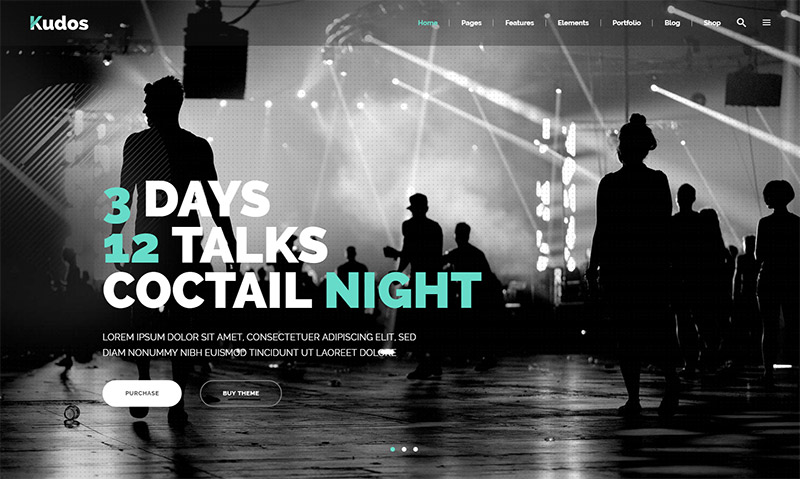 Kudos
Home | Pages | Features | Elements | Portfolio | Blog | Shop
3 DAYS
12 TALKS
COCTAIL NIGHT
LOREM IPSUM DOLOR SIT AMET, CONSECTETUER ADIPISCING ELIT, SED
DIAM NONUMMY NIBH EUISMOD TINCIDUNT UT LAOREET DOLORE
PURCHASE
BUY THEME